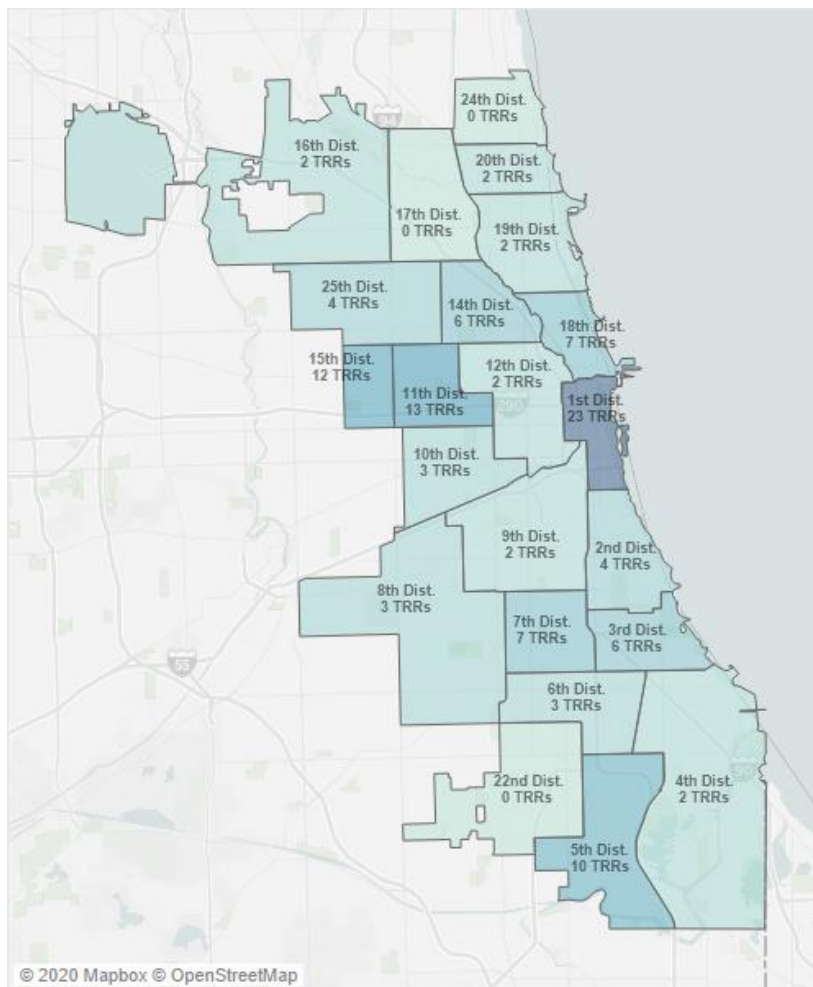 24th Dist.
0 TRRs
16th Dist.
2 TRRs
20th Dist.
2 TRRs
17th Dist.
0 TRRs
19th Dist.
2 TRRs
25th Dist.
4 TRRs
14th Dist.
6 TRRs
18th Dist.
7 TRRs
15th Dist.
12 TRRs
12th Dist.
2 TRRs
11th Dist.
13 TRRs
1st Dist.
23 TRRs
10th Dist.
3 TRRs
9th Dist.
2 TRRs
2nd Dist.
4 TRRs
8th Dist.
3 TRRs
7th Dist.
7 TRRs
3rd Dist.
6 TRRs
55
6th Dist.
3 TRRs
22nd Dist.
0 TRRs
4th Dist.
2 TRRs
5th Dist.
10 TRRs
© 2020 Mapbox © OpenStreetMap